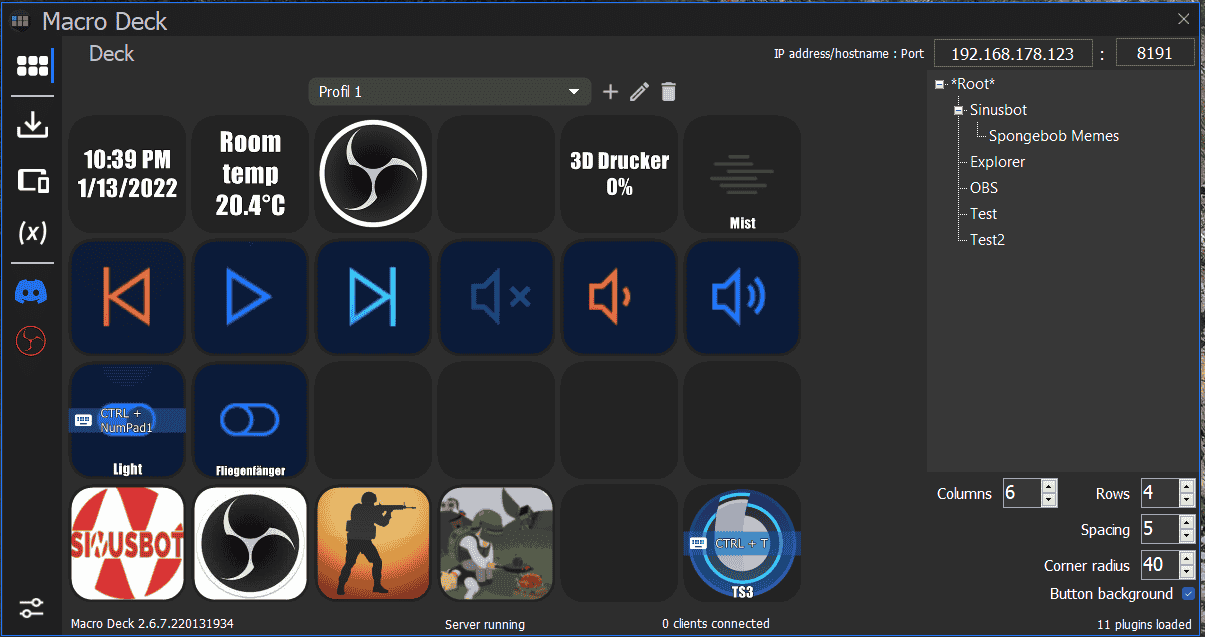 Macro Deck
Deck
IP address/hostname : Port
192.168.178.123
:
8191
Profil 1
*Root*
Sinusbot
Spongebob Memes
Explorer
OBS
Test
Test2
(x)
10:39 PM
1/13/2022
Room
temp
20.4°C
3D Drucker
0%
Mist
CTRL +
NumPad1
Light
Fliegenfänger
SINUSBOT
CTRL + T
TS3
Columns 6
Rows 4
Spacing 5
Corner radius 40
Button background
Macro Deck 2.6.7.220131934
Server running
0 clients connected
11 plugins loaded